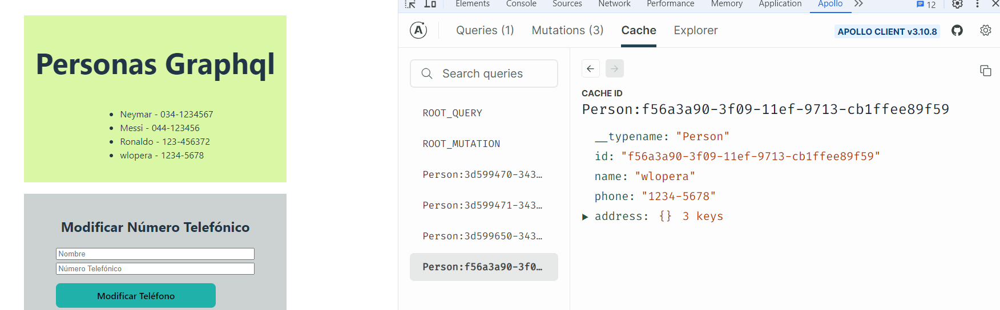 Personas Graphql
Neymar - 034-1234567
Messi - 044-123456
Ronaldo - 123-456372
wlopera - 1234-5678
Modificar Número Telefónico
Nombre
Número Telefónico
Modificar Teléfono
Elements Console Sources Network Performance Memory Application Apollo 12
Queries (1) Mutations (3) Cache Explorer APOLLO CLIENT v3.10.8
Search queries
ROOT_QUERY
ROOT_MUTATION
Person:3d599470-343…
Person:3d599471-343…
Person:3d599650-343…
Person:f56a3a90-3f0…
CACHE ID
Person:f56a3a90-3f09-11ef-9713-cb1ffee89f59
__typename: "Person"
id: "f56a3a90-3f09-11ef-9713-cb1ffee89f59"
name: "wlopera"
phone: "1234-5678"
address: {} 3 keys